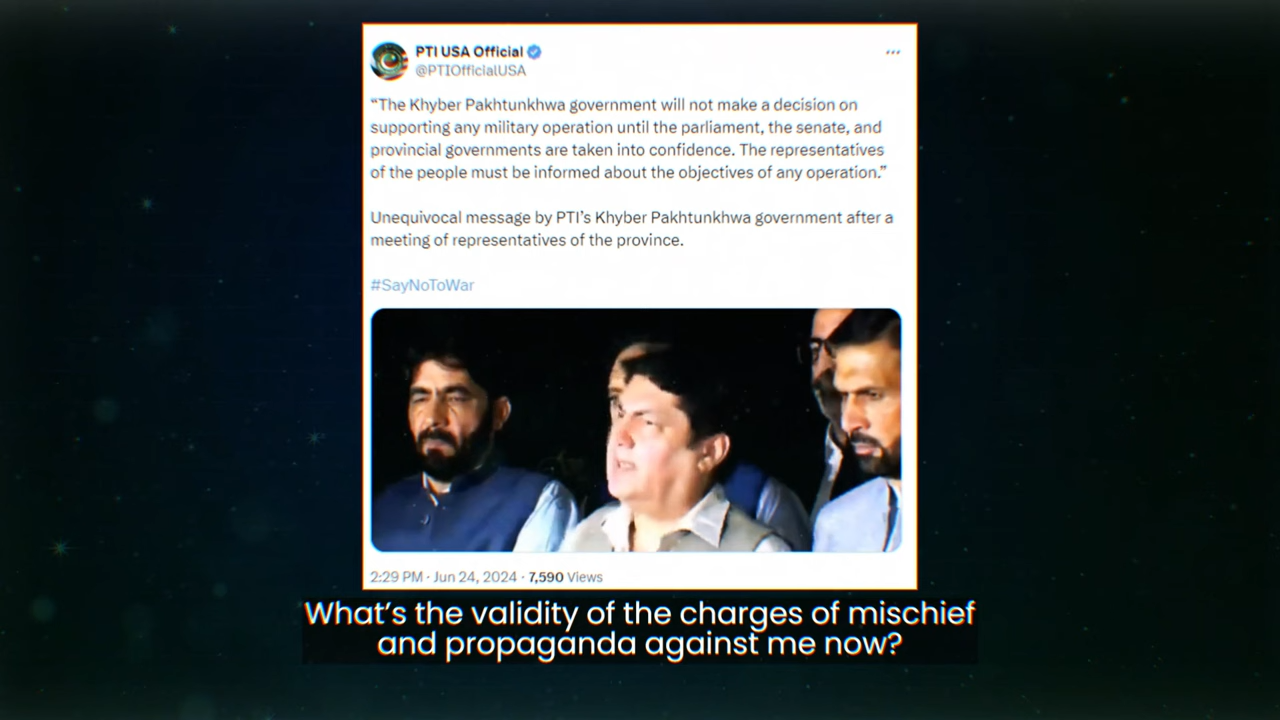 PTI USA Official
@PTIOfficialUSA
“The Khyber Pakhtunkhwa government will not make a decision on
supporting any military operation until the parliament, the senate, and
provincial governments are taken into confidence. The representatives
of the people must be informed about the objectives of any operation.”
Unequivocal message by PTI’s Khyber Pakhtunkhwa government after a
meeting of representatives of the province.
#SayNoToWar
2:29 PM · Jun 24, 2024 · 7,590 Views
What’s the validity of the charges of mischief
and propaganda against me now?